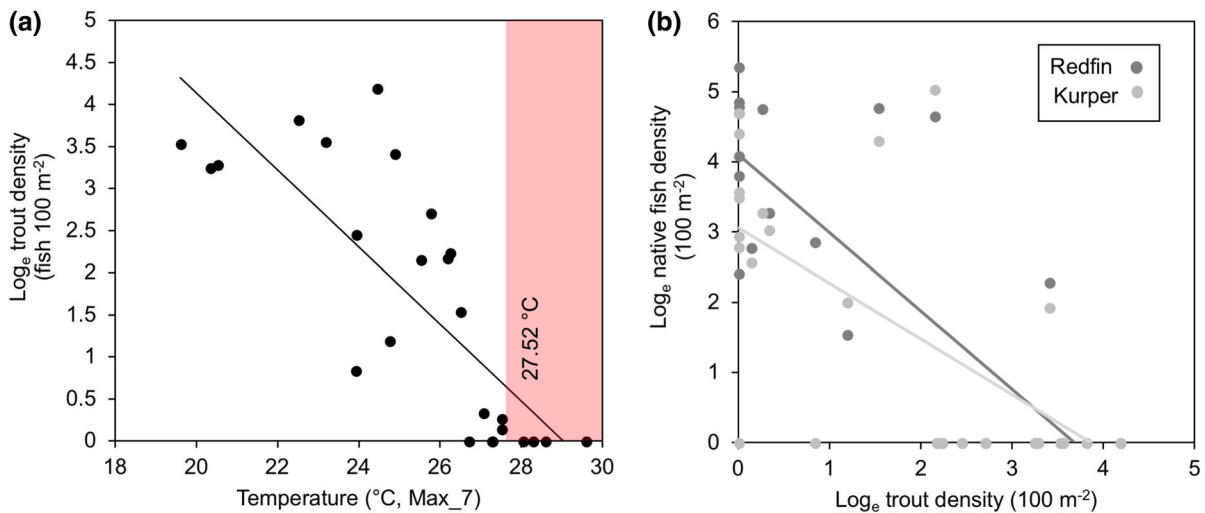 (a)
5
4.5
4
3.5
3
2.5
2
1.5
1
0.5
0
Logₑ trout density
(fish 100 m⁻²)
27.52 °C
18 20 22 24 26 28 30
Temperature (°C, Max_7)
(b)
6
5
4
3
2
1
0
Logₑ native fish density
(100 m⁻²)
Redfin
Kurper
0 1 2 3 4 5
Logₑ trout density (100 m⁻²)